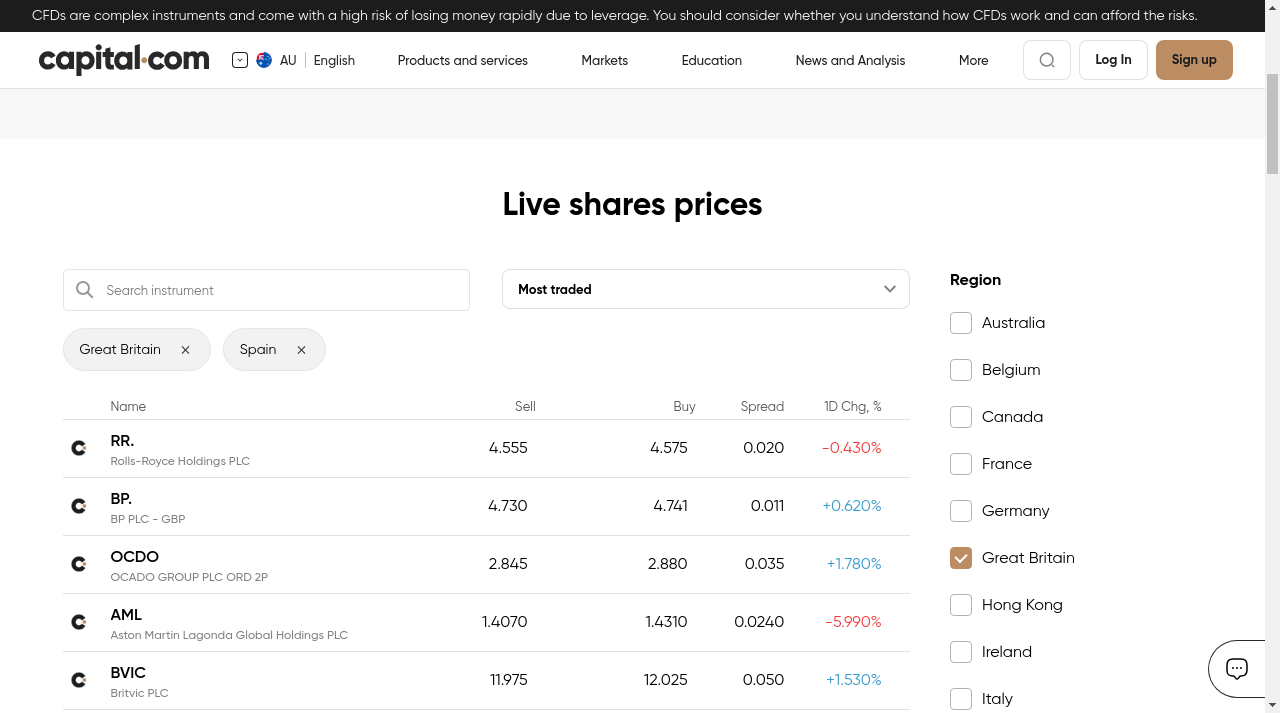 CFDs are complex instruments and come with a high risk of losing money rapidly due to leverage. You should consider whether you understand how CFDs work and can afford the risks.
capital.com AU English Products and services Markets Education News and Analysis More Log In Sign up
Live shares prices
Search instrument Most traded
Great Britain × Spain ×
Name Sell Buy Spread 1D Chg, %
RR. 4.555 4.575 0.020 -0.430%
Rolls-Royce Holdings PLC
BP. 4.730 4.741 0.011 +0.620%
BP PLC - GBP
OCDO 2.845 2.880 0.035 +1.780%
OCADO GROUP PLC ORD 2P
AML 1.4070 1.4310 0.0240 -5.990%
Aston Martin Lagonda Global Holdings PLC
BVIC 11.975 12.025 0.050 +1.530%
Britvic PLC
Region
Australia
Belgium
Canada
France
Germany
Great Britain
Hong Kong
Ireland
Italy